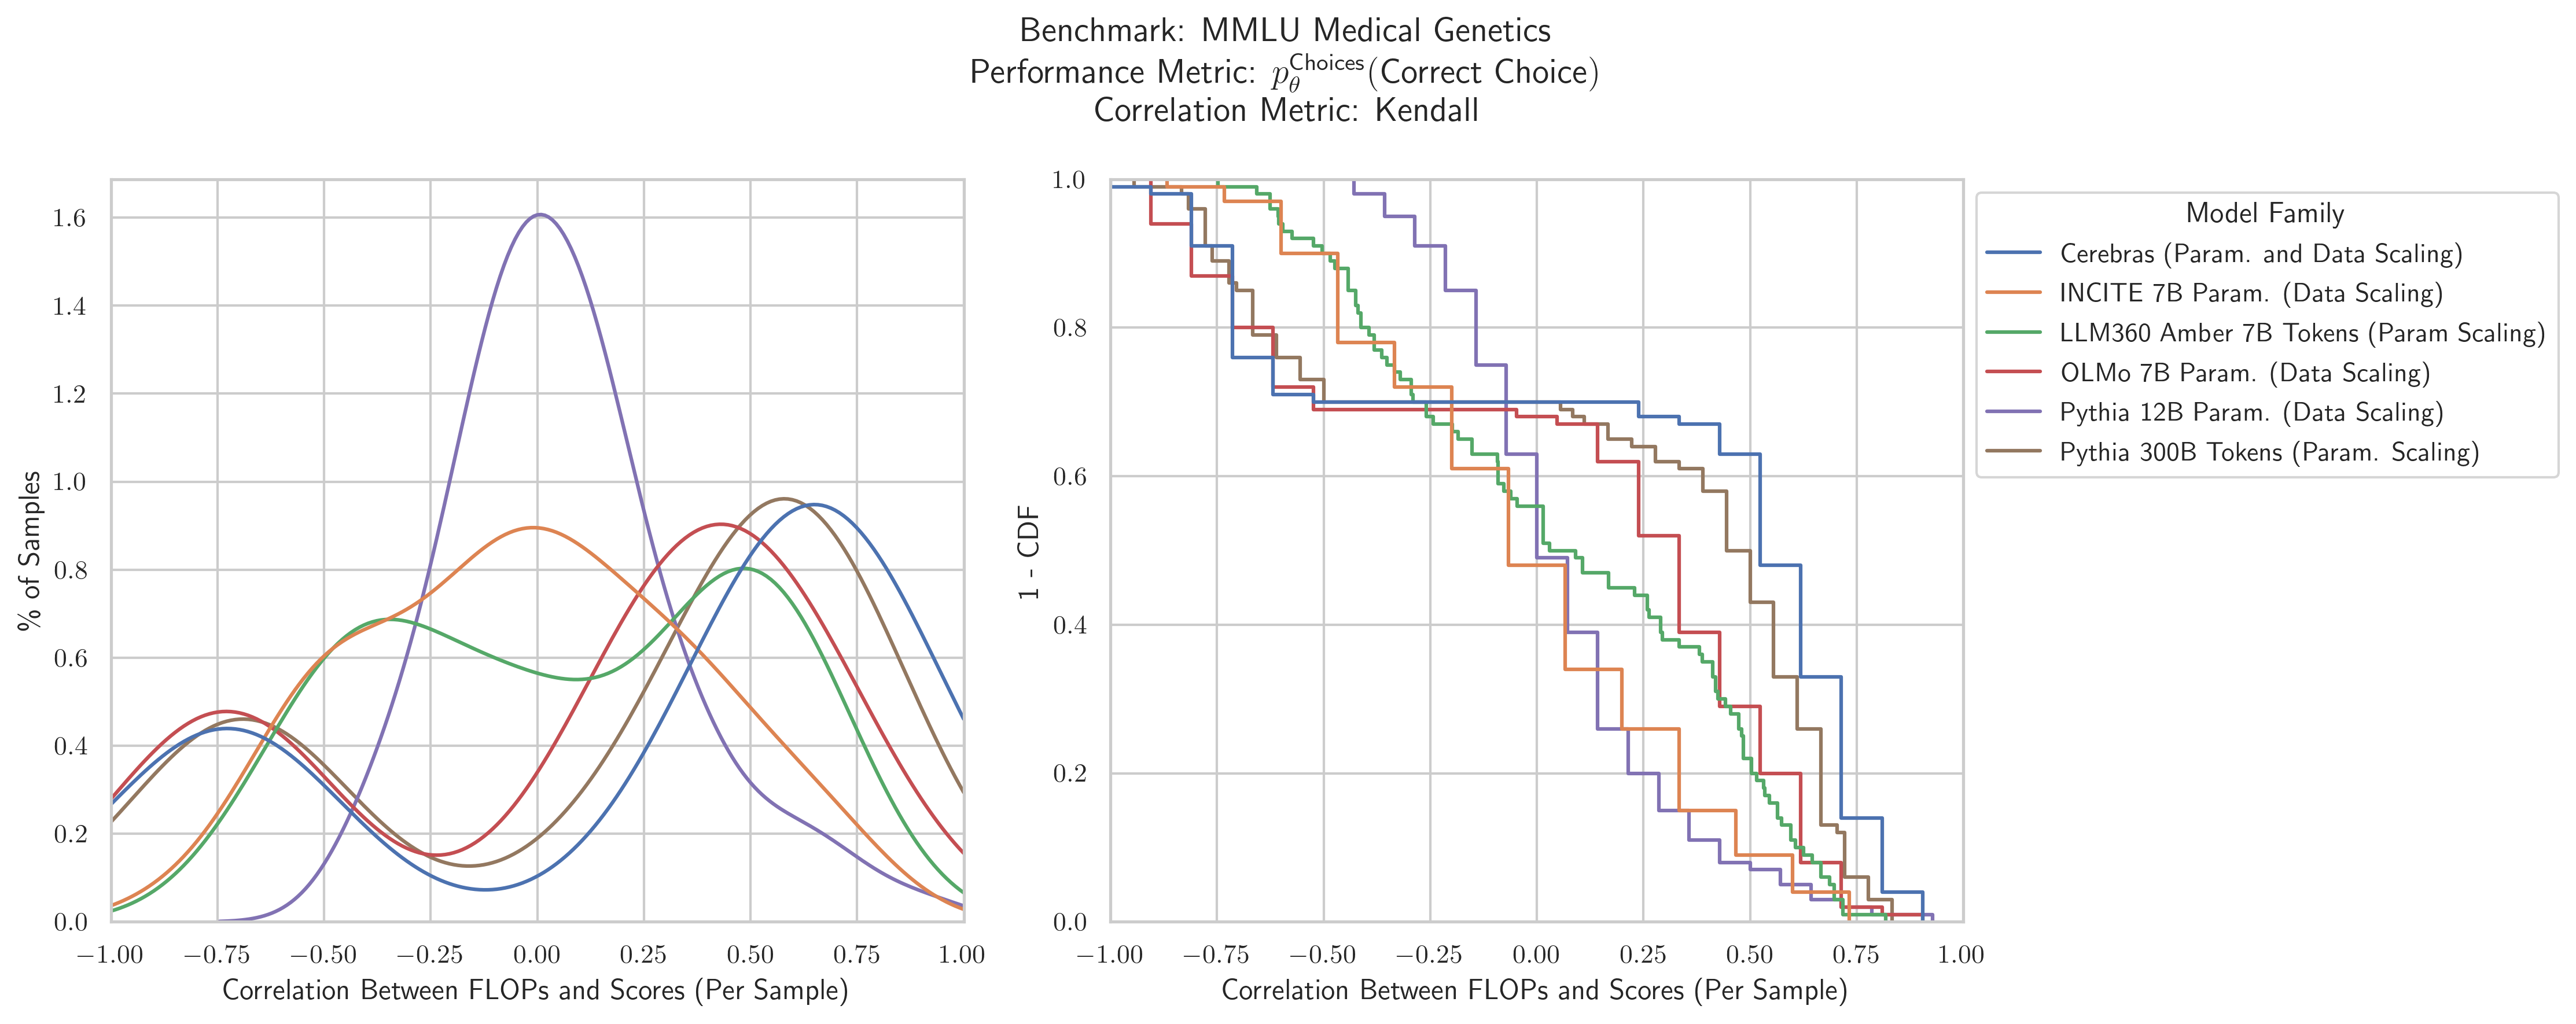 Benchmark: MMLU Medical Genetics
Performance Metric: $p_{\theta}^{\text{Choices}}$(Correct Choice)
Correlation Metric: Kendall
% of Samples
1.6
1.4
1.2
1.0
0.8
0.6
0.4
0.2
0.0
−1.00 −0.75 −0.50 −0.25 0.00 0.25 0.50 0.75 1.00
Correlation Between FLOPs and Scores (Per Sample)
1 - CDF
1.0
0.8
0.6
0.4
0.2
0.0
−1.00 −0.75 −0.50 −0.25 0.00 0.25 0.50 0.75 1.00
Correlation Between FLOPs and Scores (Per Sample)
Model Family
Cerebras (Param. and Data Scaling)
INCITE 7B Param. (Data Scaling)
LLM360 Amber 7B Tokens (Param Scaling)
OLMo 7B Param. (Data Scaling)
Pythia 12B Param. (Data Scaling)
Pythia 300B Tokens (Param. Scaling)